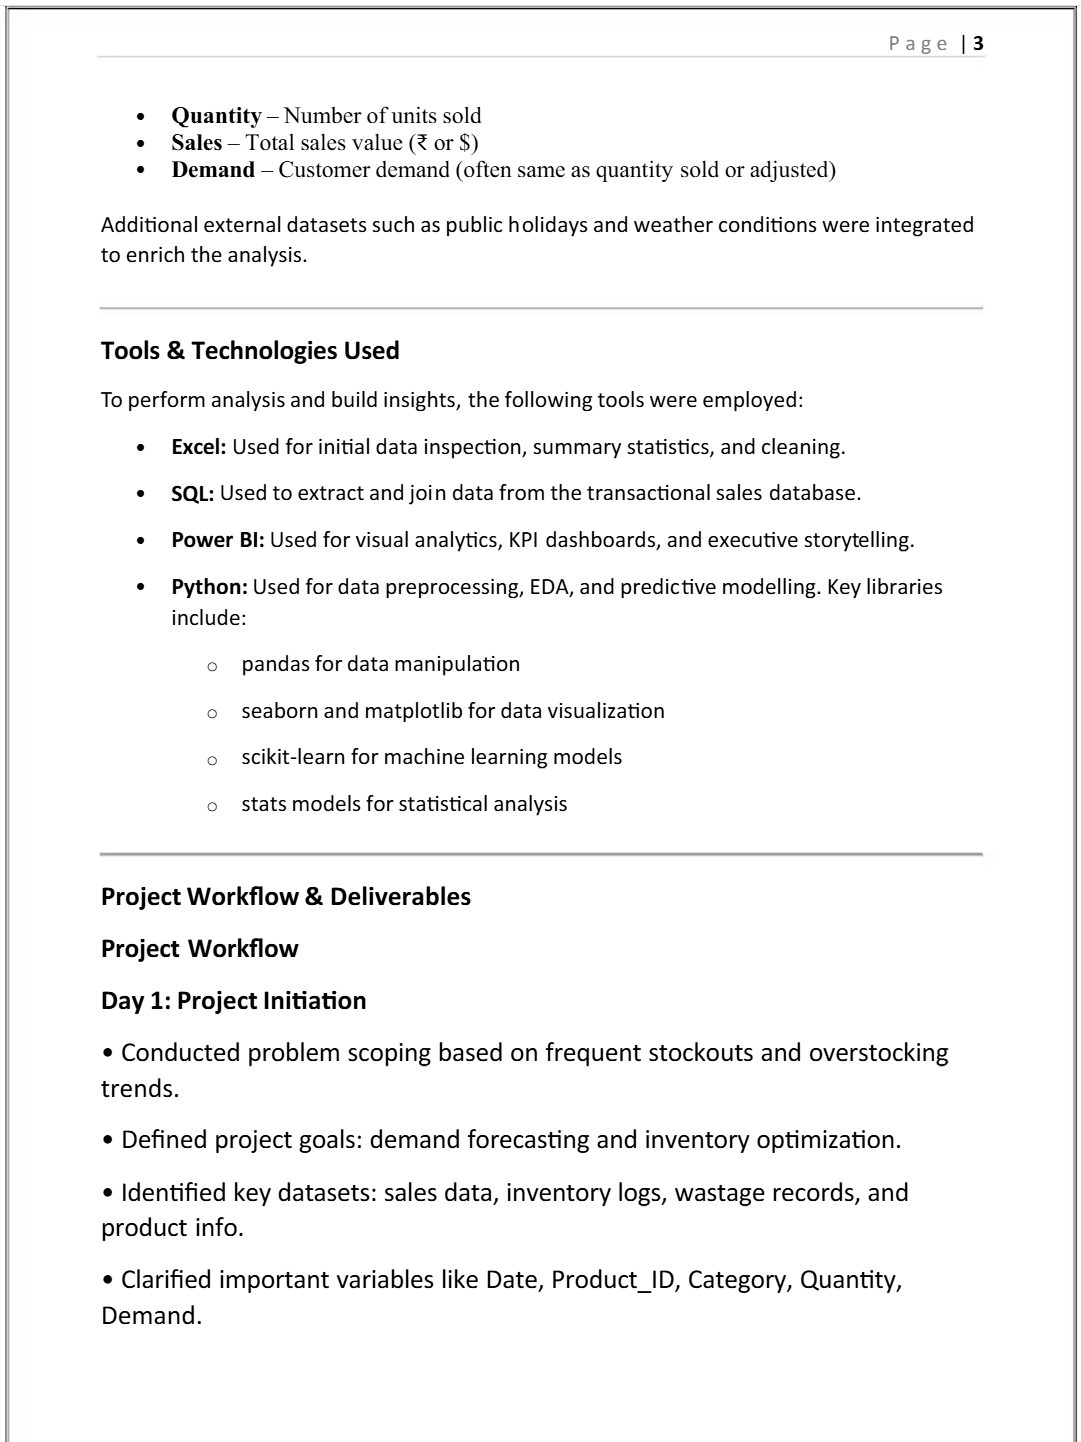 Page | 3
• Quantity – Number of units sold
• Sales – Total sales value (₹ or $)
• Demand – Customer demand (often same as quantity sold or adjusted)
Additional external datasets such as public holidays and weather conditions were integrated
to enrich the analysis.
Tools & Technologies Used
To perform analysis and build insights, the following tools were employed:
• Excel: Used for initial data inspection, summary statistics, and cleaning.
• SQL: Used to extract and join data from the transactional sales database.
• Power BI: Used for visual analytics, KPI dashboards, and executive storytelling.
• Python: Used for data preprocessing, EDA, and predictive modelling. Key libraries
include:
o pandas for data manipulation
o seaborn and matplotlib for data visualization
o scikit-learn for machine learning models
o stats models for statistical analysis
Project Workflow & Deliverables
Project Workflow
Day 1: Project Initiation
• Conducted problem scoping based on frequent stockouts and overstocking
trends.
• Defined project goals: demand forecasting and inventory optimization.
• Identified key datasets: sales data, inventory logs, wastage records, and
product info.
• Clarified important variables like Date, Product_ID, Category, Quantity,
Demand.